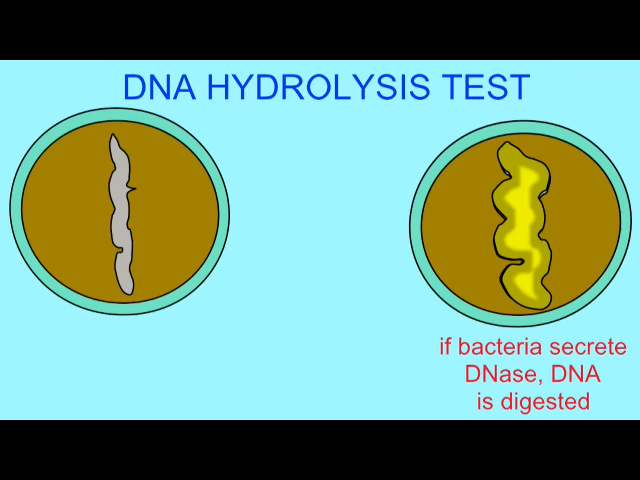 DNA HYDROLYSIS TEST
if bacteria secrete
DNase, DNA
is digested